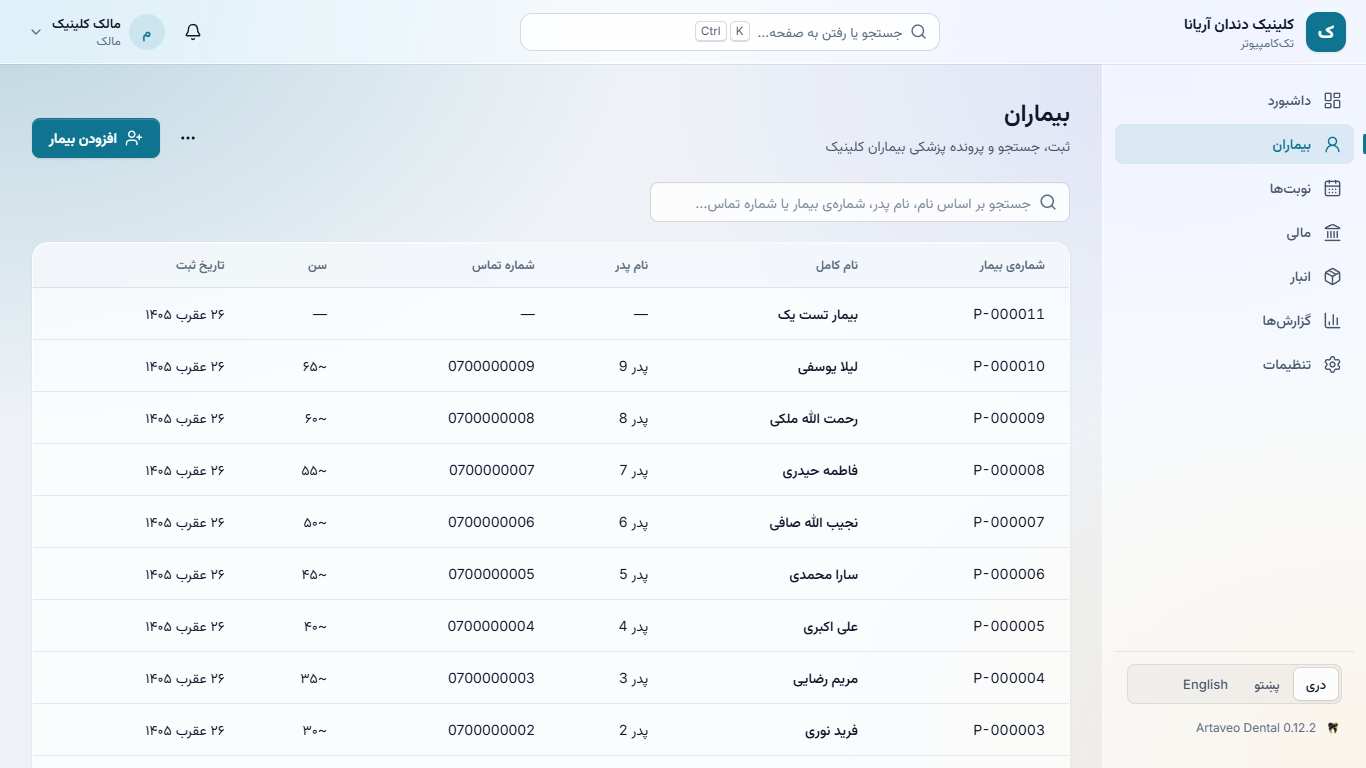 کلینیک دندان آریانا
تک‌کامپیوتر
ک
جستجو یا رفتن به صفحه... Ctrl K
مالک کلینیک
مالک
م
داشبورد
بیماران
نوبت‌ها
مالی
انبار
گزارش‌ها
تنظیمات
دری پښتو English
Artaveo Dental 0.12.2
بیماران
ثبت، جستجو و پرونده پزشکی بیماران کلینیک
افزودن بیمار
جستجو بر اساس نام، نام پدر، شماره‌ی بیمار یا شماره تماس...
شماره‌ی بیمار نام کامل نام پدر شماره تماس سن تاریخ ثبت
P-000011 بیمار تست یک — — — ۲۶ عقرب ۱۴۰۵
P-000010 لیلا یوسفی پدر 9 0700000009 ~۶۵ ۲۶ عقرب ۱۴۰۵
P-000009 رحمت الله ملکی پدر 8 0700000008 ~۶۰ ۲۶ عقرب ۱۴۰۵
P-000008 فاطمه حیدری پدر 7 0700000007 ~۵۵ ۲۶ عقرب ۱۴۰۵
P-000007 نجیب الله صافی پدر 6 0700000006 ~۵۰ ۲۶ عقرب ۱۴۰۵
P-000006 سارا محمدی پدر 5 0700000005 ~۴۵ ۲۶ عقرب ۱۴۰۵
P-000005 علی اکبری پدر 4 0700000004 ~۴۰ ۲۶ عقرب ۱۴۰۵
P-000004 مریم رضایی پدر 3 0700000003 ~۳۵ ۲۶ عقرب ۱۴۰۵
P-000003 فرید نوری پدر 2 0700000002 ~۳۰ ۲۶ عقرب ۱۴۰۵